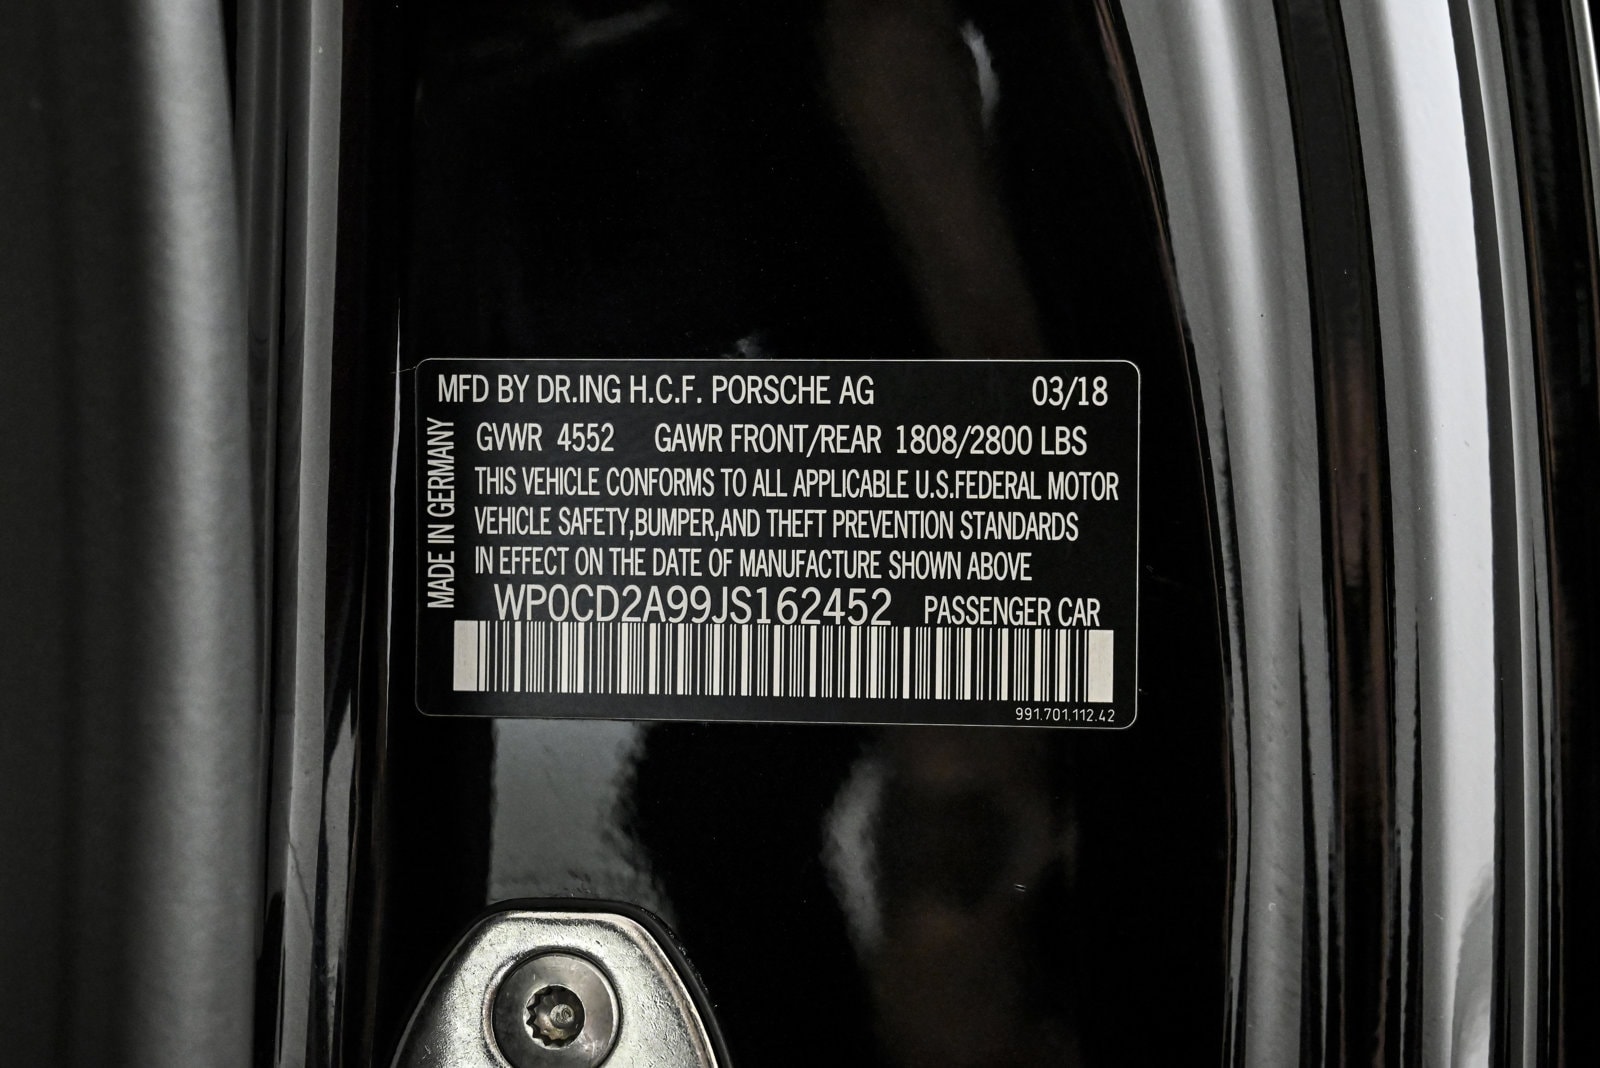 MFD BY DR.ING H.C.F. PORSCHE AG 03/18
MADE IN GERMANY
GVWR 4552 GAWR FRONT/REAR 1808/2800 LBS
THIS VEHICLE CONFORMS TO ALL APPLICABLE U.S.FEDERAL MOTOR
VEHICLE SAFETY,BUMPER,AND THEFT PREVENTION STANDARDS
IN EFFECT ON THE DATE OF MANUFACTURE SHOWN ABOVE
WP0CD2A99JS162452 PASSENGER CAR
991.701.112.42